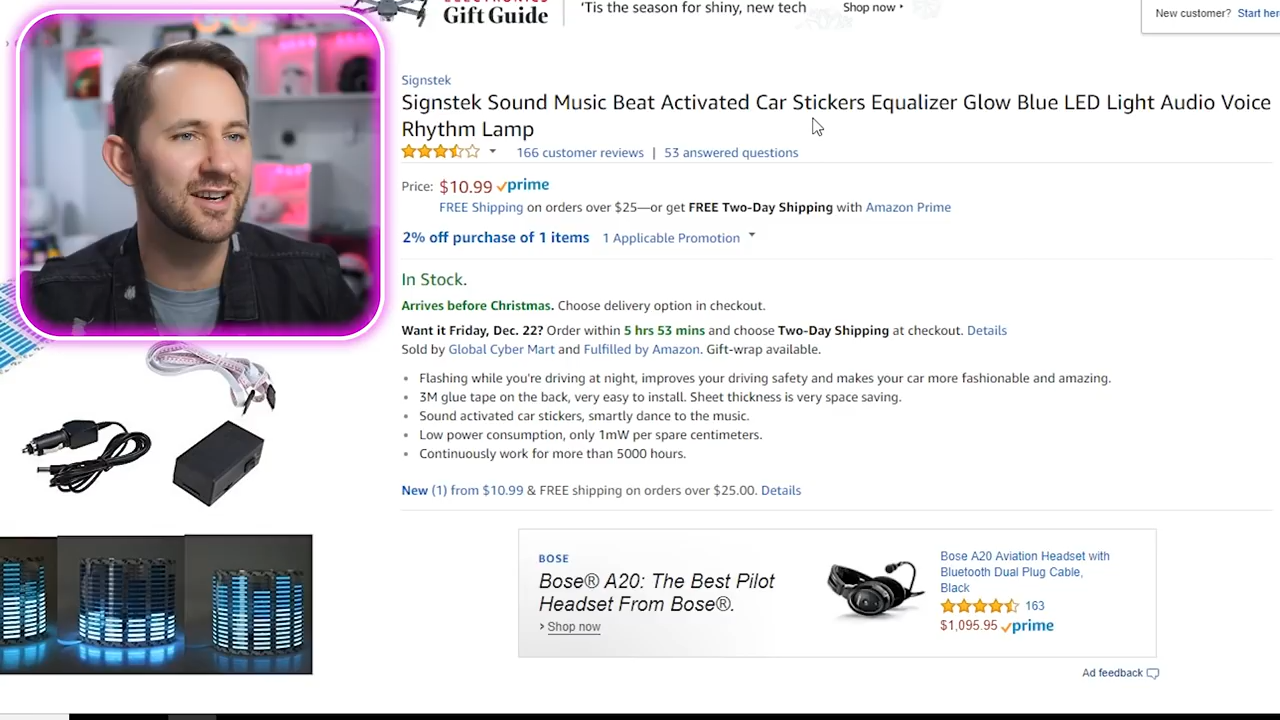 Gift Guide
'Tis the season for shiny, new tech
Shop now
New customer? Start
Signstek
Signstek Sound Music Beat Activated Car Stickers Equalizer Glow Blue LED Light Audio Voice
Rhythm Lamp
166 customer reviews | 53 answered questions
Price: $10.99 prime
FREE Shipping on orders over $25—or get FREE Two-Day Shipping with Amazon Prime
2% off purchase of 1 items 1 Applicable Promotion
In Stock.
Arrives before Christmas. Choose delivery option in checkout.
Want it Friday, Dec. 22? Order within 5 hrs 53 mins and choose Two-Day Shipping at checkout. Details
Sold by Global Cyber Mart and Fulfilled by Amazon. Gift-wrap available.
• Flashing while you're driving at night, improves your driving safety and makes your car more fashionable and amazing.
• 3M glue tape on the back, very easy to install. Sheet thickness is very space saving.
• Sound activated car stickers, smartly dance to the music.
• Low power consumption, only 1mW per spare centimeters.
• Continuously work for more than 5000 hours.
New (1) from $10.99 & FREE shipping on orders over $25.00. Details
BOSE
Bose® A20: The Best Pilot
Headset From Bose®.
› Shop now
Bose A20 Aviation Headset with
Bluetooth Dual Plug Cable,
Black
163
$1,095.95 prime
Ad feedback